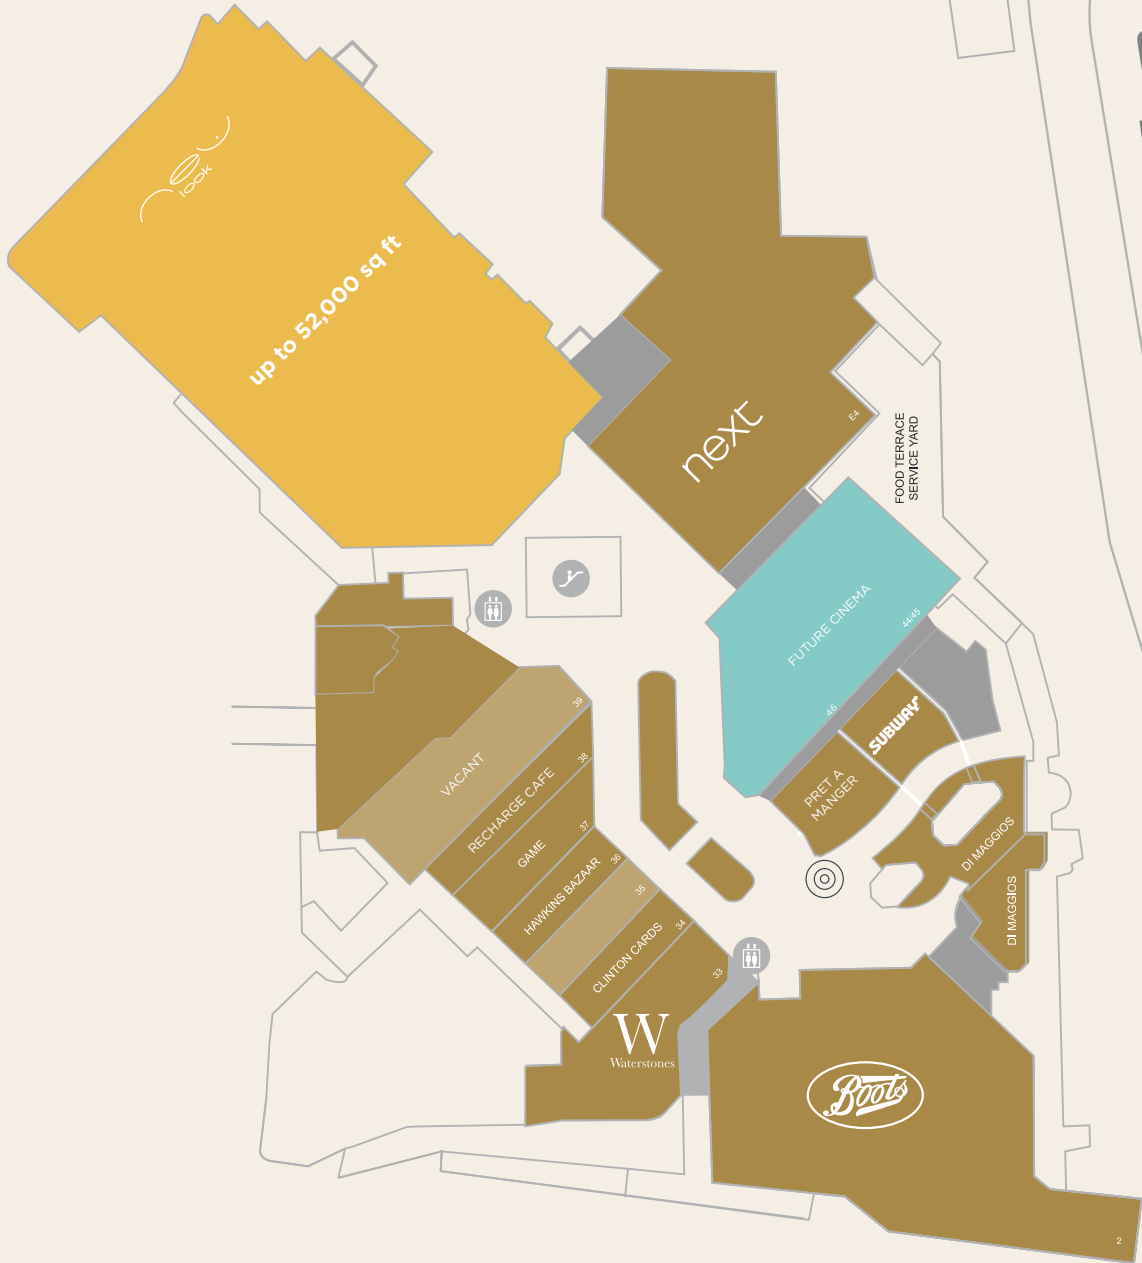 look
up to 52,000 sq ft
next
E4
FOOD TERRACE
SERVICE YARD
FUTURE CINEMA
44/45
46
SUBWAY
PRET A
MANGER
DI MAGGIOS
DI MAGGIOS
39
VACANT
38
RECHARGE CAFE
37
GAME
36
HAWKINS BAZAAR
35
34
CLINTON CARDS
33
W
Waterstones
Boots
2